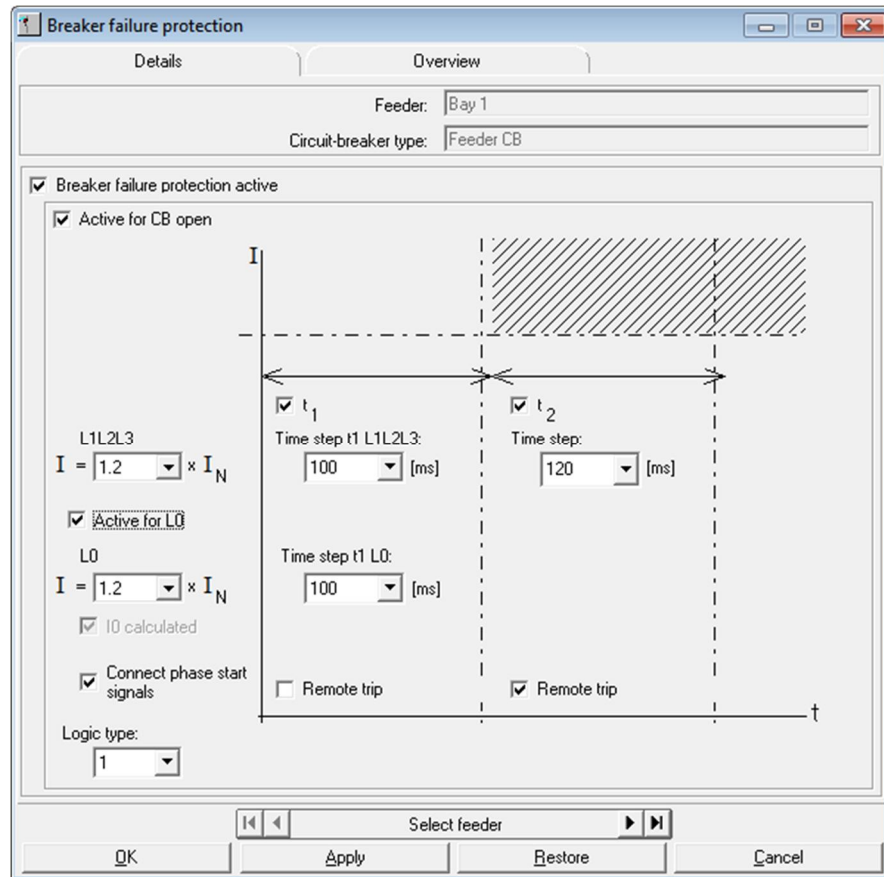 Breaker failure protection
Details Overview
Feeder: Bay 1
Circuit-breaker type: Feeder CB
Breaker failure protection active
Active for CB open
I
t1 t2
L1L2L3 Time step t1 L1L2L3: Time step:
I = 1.2 x IN 100 [ms] 120 [ms]
Active for L0
L0 Time step t1 L0:
I = 1.2 x IN 100 [ms]
I0 calculated
Connect phase start
signals
Remote trip Remote trip
t
Logic type:
1
Select feeder
OK Apply Restore Cancel